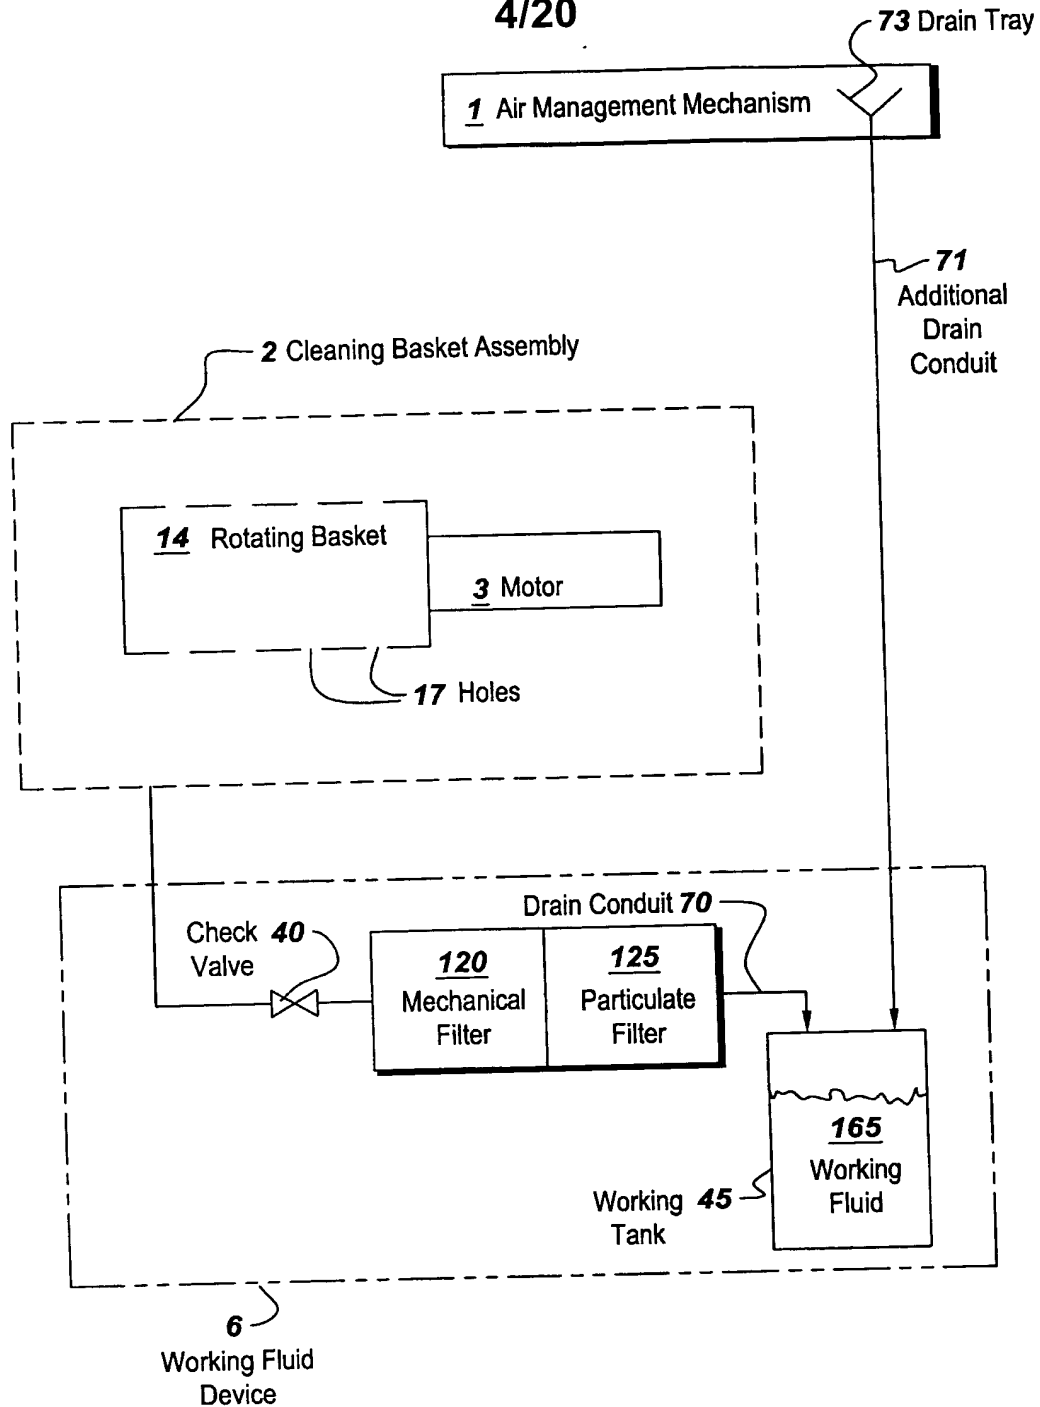 4/20
73 Drain Tray
1 Air Management Mechanism
71
Additional
Drain
Conduit
2 Cleaning Basket Assembly
14 Rotating Basket
3 Motor
17 Holes
Drain Conduit 70
Check 40
Valve
120
Mechanical
Filter
125
Particulate
Filter
165
Working
Fluid
Working 45
Tank
6
Working Fluid
Device